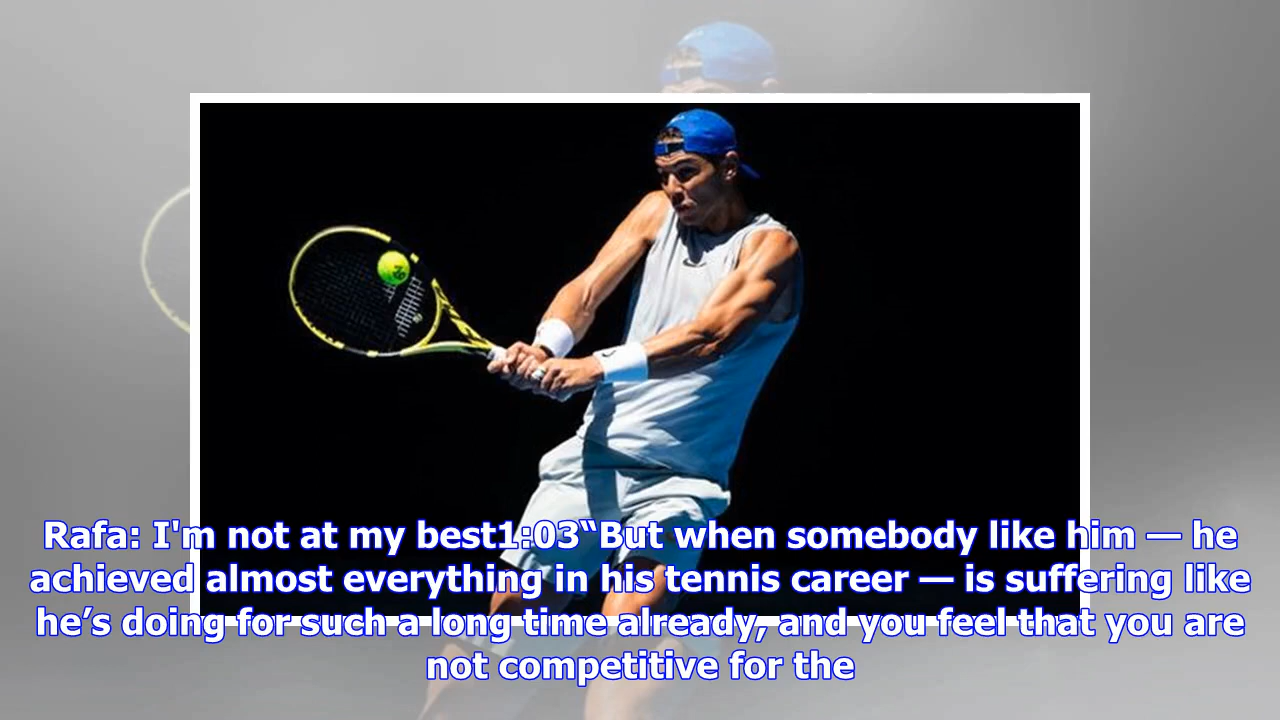 Rafa: I'm not at my best1:03“But when somebody like him — he
achieved almost everything in his tennis career — is suffering like
he’s doing for such a long time already, and you feel that you are
not competitive for the